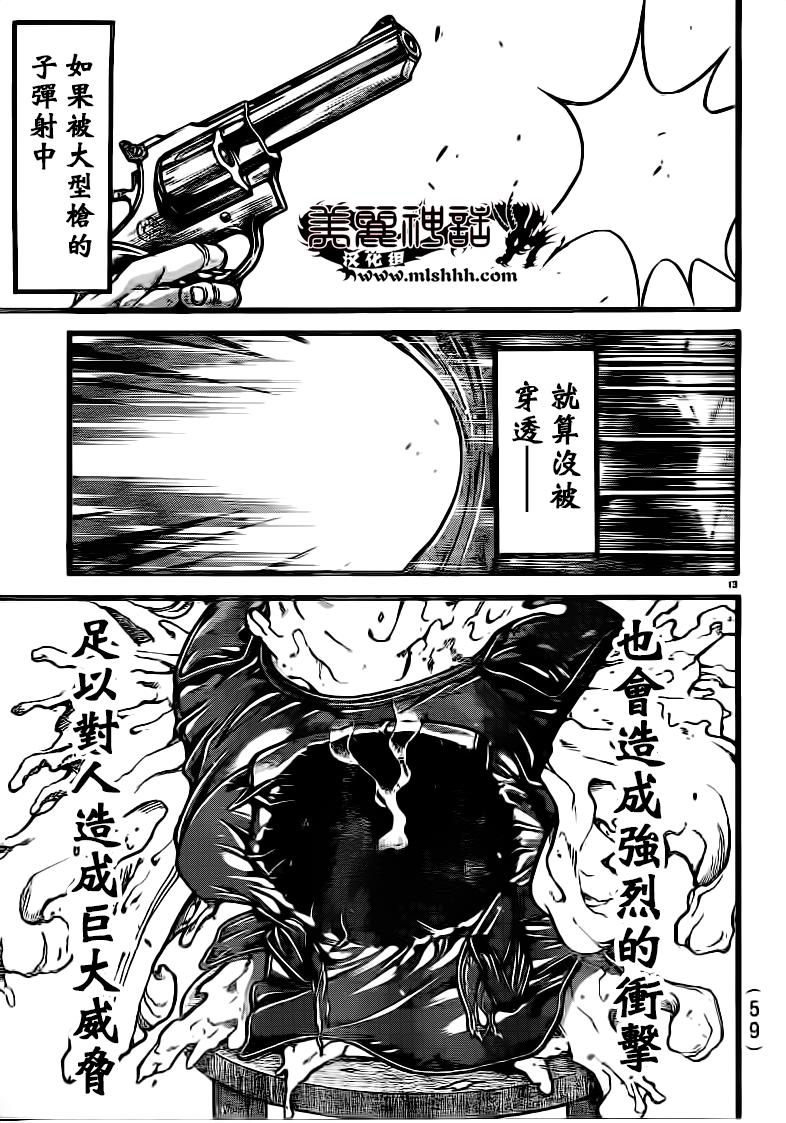 如果被大型槍的
子彈射中
美麗神話
汉化组
www.mlshhh.com
就算沒被
穿透——
13
也會造成強烈的衝擊
足以對人造成巨大威脅
(59)